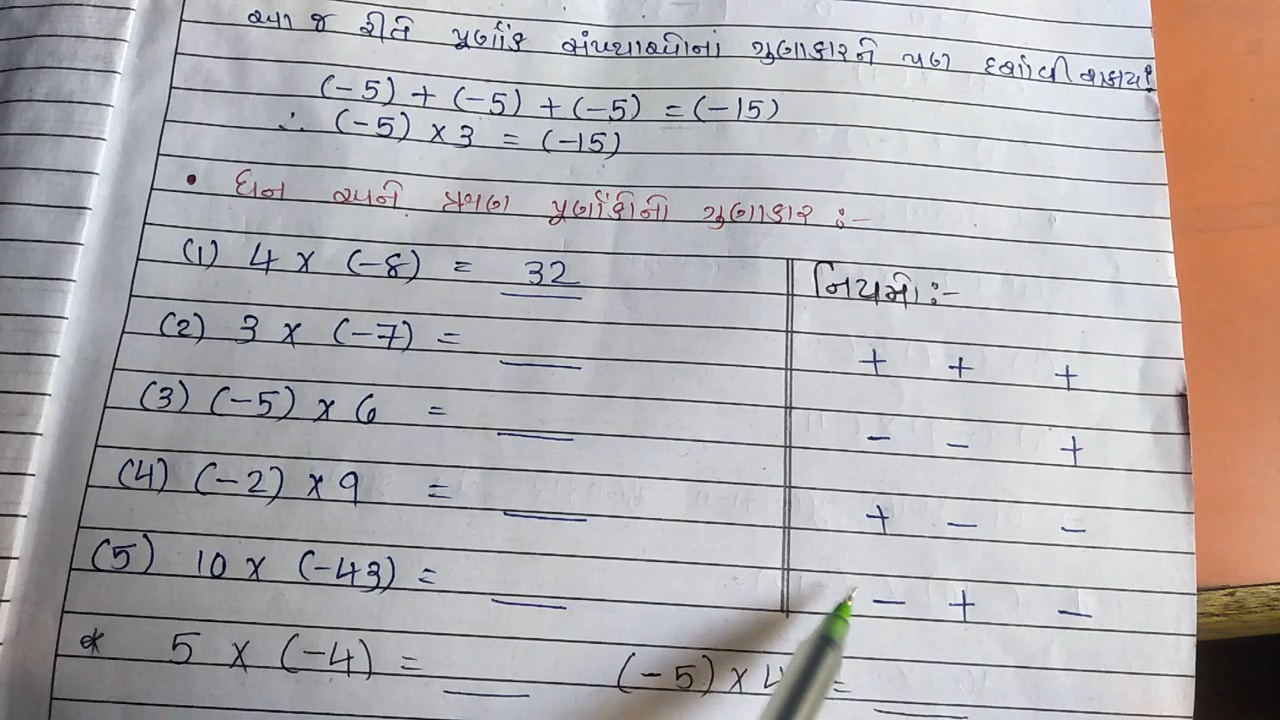 આ જ રીતે પુર્ણાંક સંખ્યાઓનાં ગુણાકારને પણ દર્શાવી શકાય!
(-5) + (-5) + (-5) = (-15)
∴ (-5) × 3 = (-15)
• ધન અને ઋણ પુર્ણાંકોનો ગુણાકાર :-
(1) 4 × (-8) = 32
(2) 3 × (-7) =
(3) (-5) × 6 =
(4) (-2) × 9 =
(5) 10 × (-43) =
નિયમો :-
+ + +
- - +
+ - -
- + -
* 5 × (-4) = (-5) × 4 =